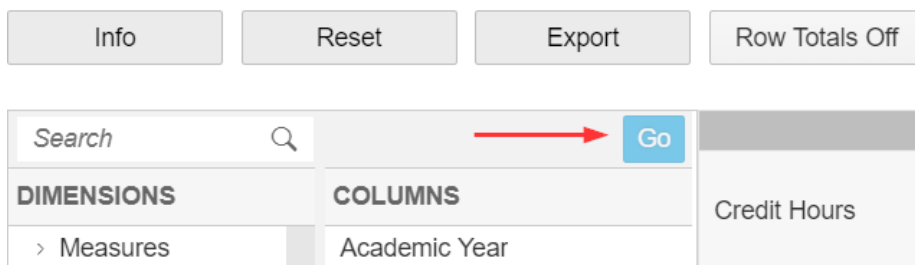 Info Reset Export Row Totals Off
Search Go
DIMENSIONS COLUMNS
Credit Hours
> Measures Academic Year